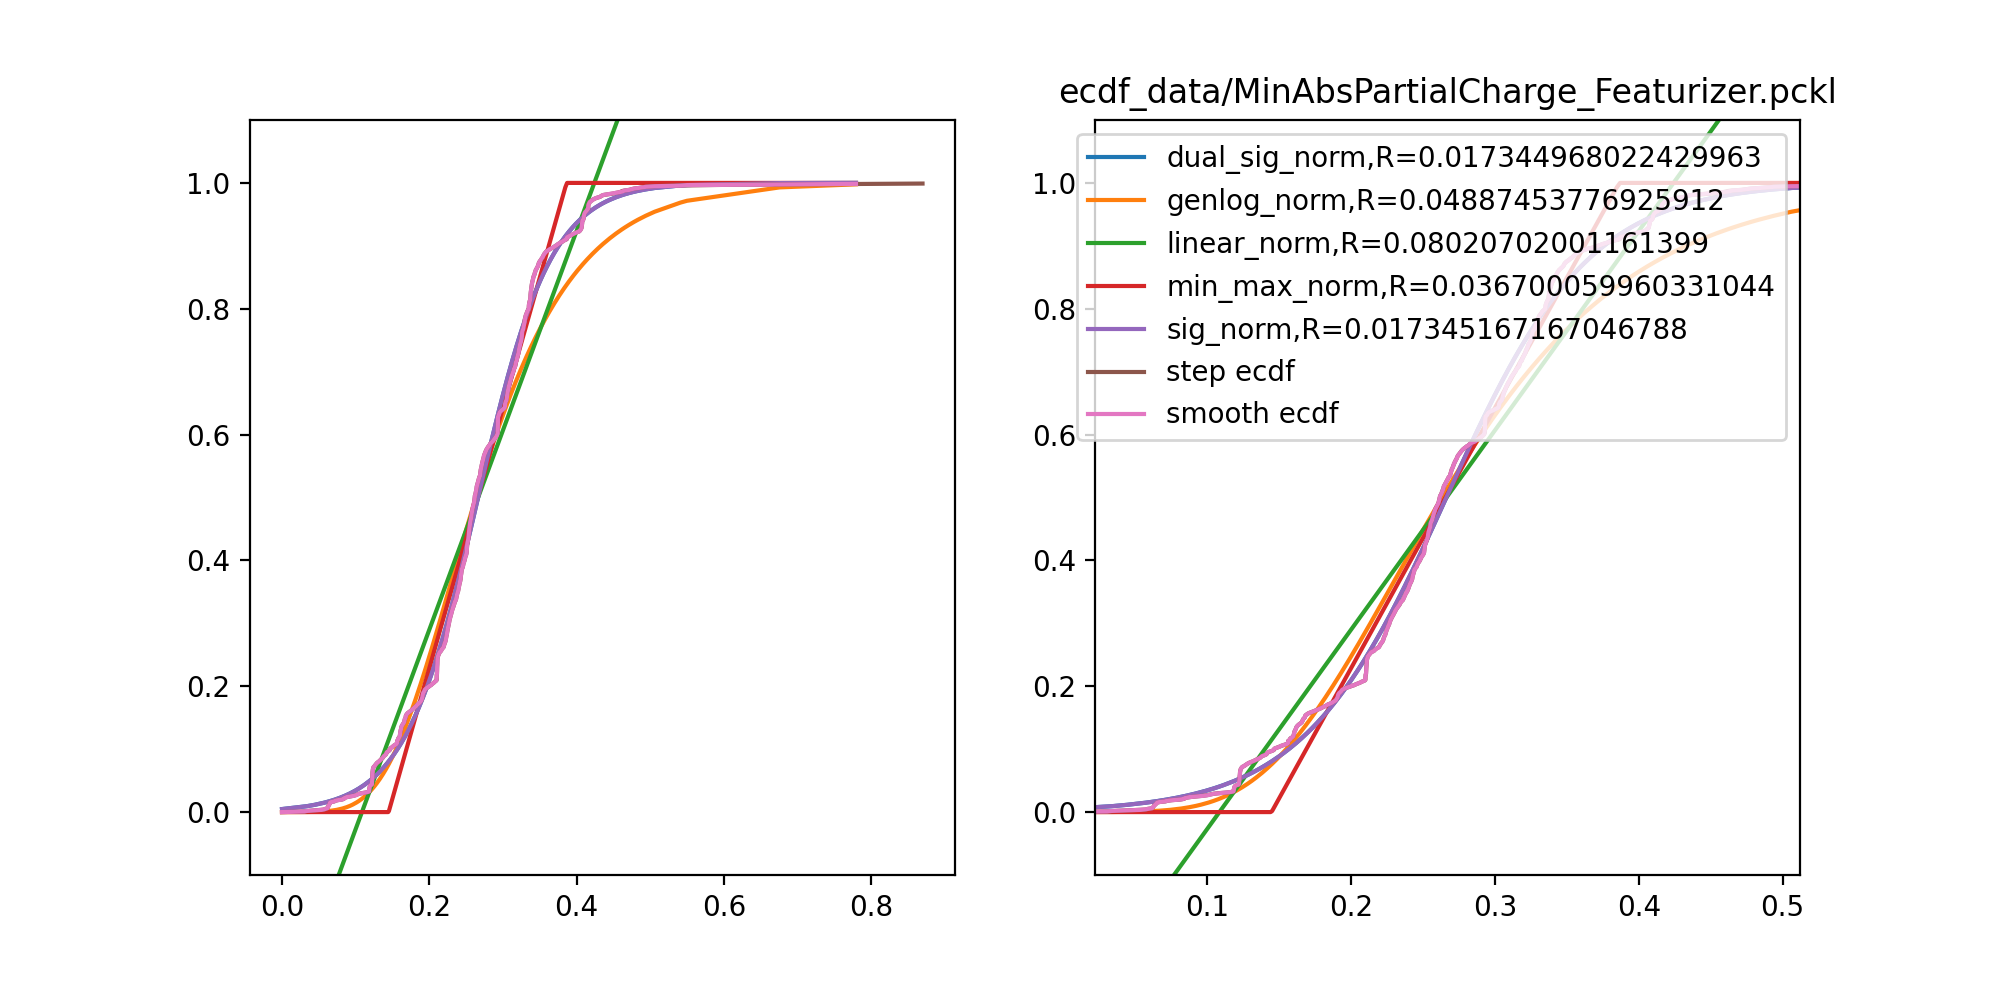 ecdf_data/MinAbsPartialCharge_Featurizer.pckl
1.0
0.8
0.6
0.4
0.2
0.0
0.0 0.2 0.4 0.6 0.8
dual_sig_norm,R=0.017344968022429963
genlog_norm,R=0.04887453776925912
linear_norm,R=0.08020702001161399
min_max_norm,R=0.036700059960331044
sig_norm,R=0.017345167167046788
step ecdf
smooth ecdf
1.0
0.8
0.6
0.4
0.2
0.0
0.1 0.2 0.3 0.4 0.5